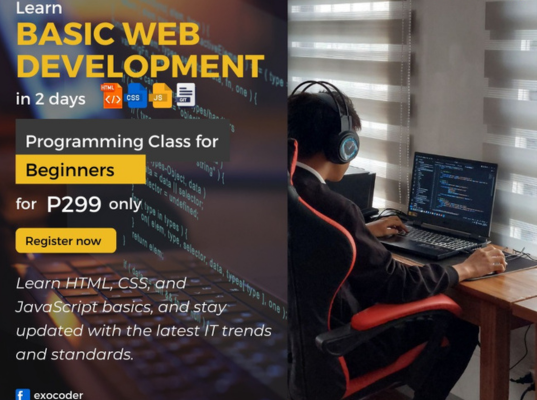 Learn
BASIC WEB
DEVELOPMENT
in 2 days
HTML
CSS
JS
Programming Class for
Beginners
for P299 only
Register now
Learn HTML, CSS, and
JavaScript basics, and stay
updated with the latest IT trends
and standards.
exocoder